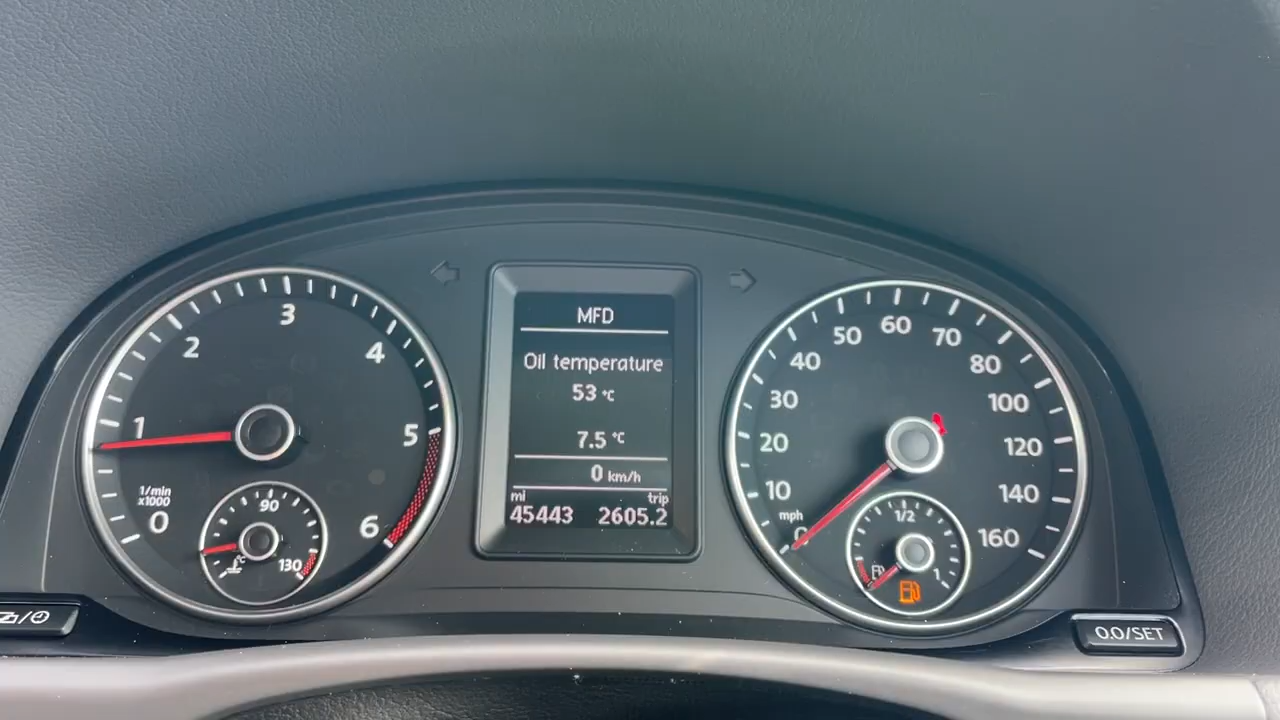 MFD
Oil temperature
53 °C
7.5 °C
0 km/h
mi trip
45443 2605.2
0 1 2 3 4 5 6
1/min
x1000
90
130
°C
0 10 20 30 40 50 60 70 80 100 120 140 160
mph
1/2
1
0.0/SET